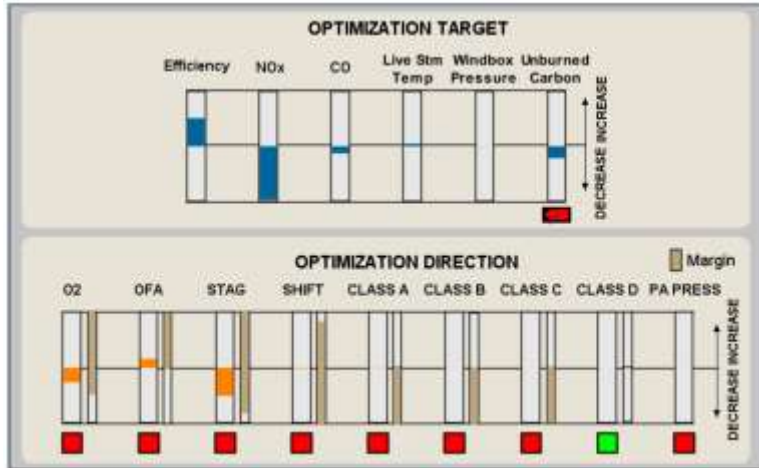 OPTIMIZATION TARGET
Efficiency NOx CO Live Stm Temp Windbox Pressure Unburned Carbon
DECREASE INCREASE
OPTIMIZATION DIRECTION
Margin
O2 OFA STAG SHIFT CLASS A CLASS B CLASS C CLASS D PA PRESS
DECREASE INCREASE